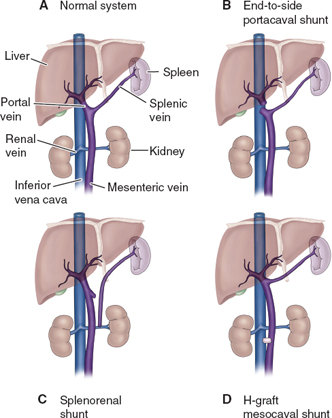 A Normal system
B End-to-side
portacaval shunt
Liver
Spleen
Portal
vein
Splenic
vein
Renal
vein
Kidney
Inferior
vena cava
Mesenteric vein
C Splenorenal
shunt
D H-graft
mesocaval shunt